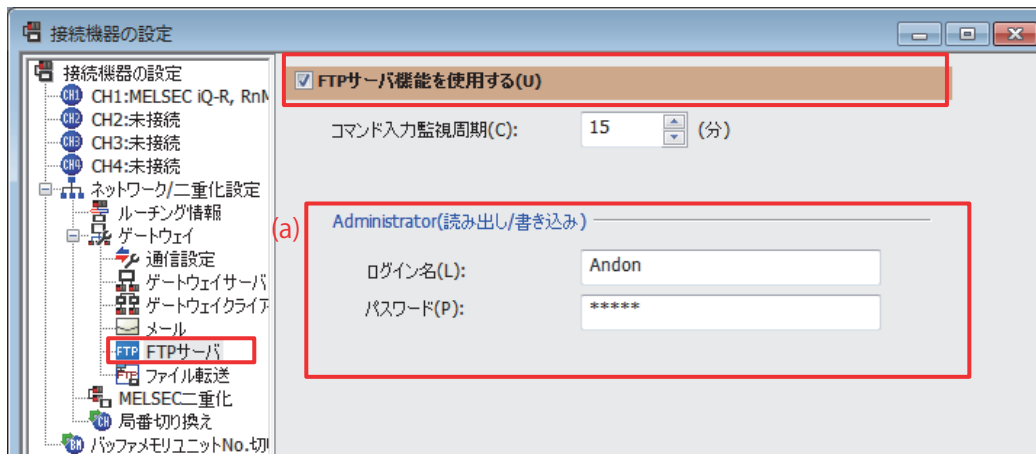 接続機器の設定
接続機器の設定
CH1:MELSEC iQ-R, Rn
CH2:未接続
CH3:未接続
CH4:未接続
ネットワーク/二重化設定
ルーチング情報
ゲートウェイ
通信設定
ゲートウェイサーバ
ゲートウェイクライア
メール
FTP FTPサーバ
ファイル転送
MELSEC二重化
局番切り換え
バッファメモリユニットNo.切
FTPサーバ機能を使用する(U)
コマンド入力監視周期(C): 15 (分)
(a)
Administrator(読み出し/書き込み)
ログイン名(L): Andon
パスワード(P): *****